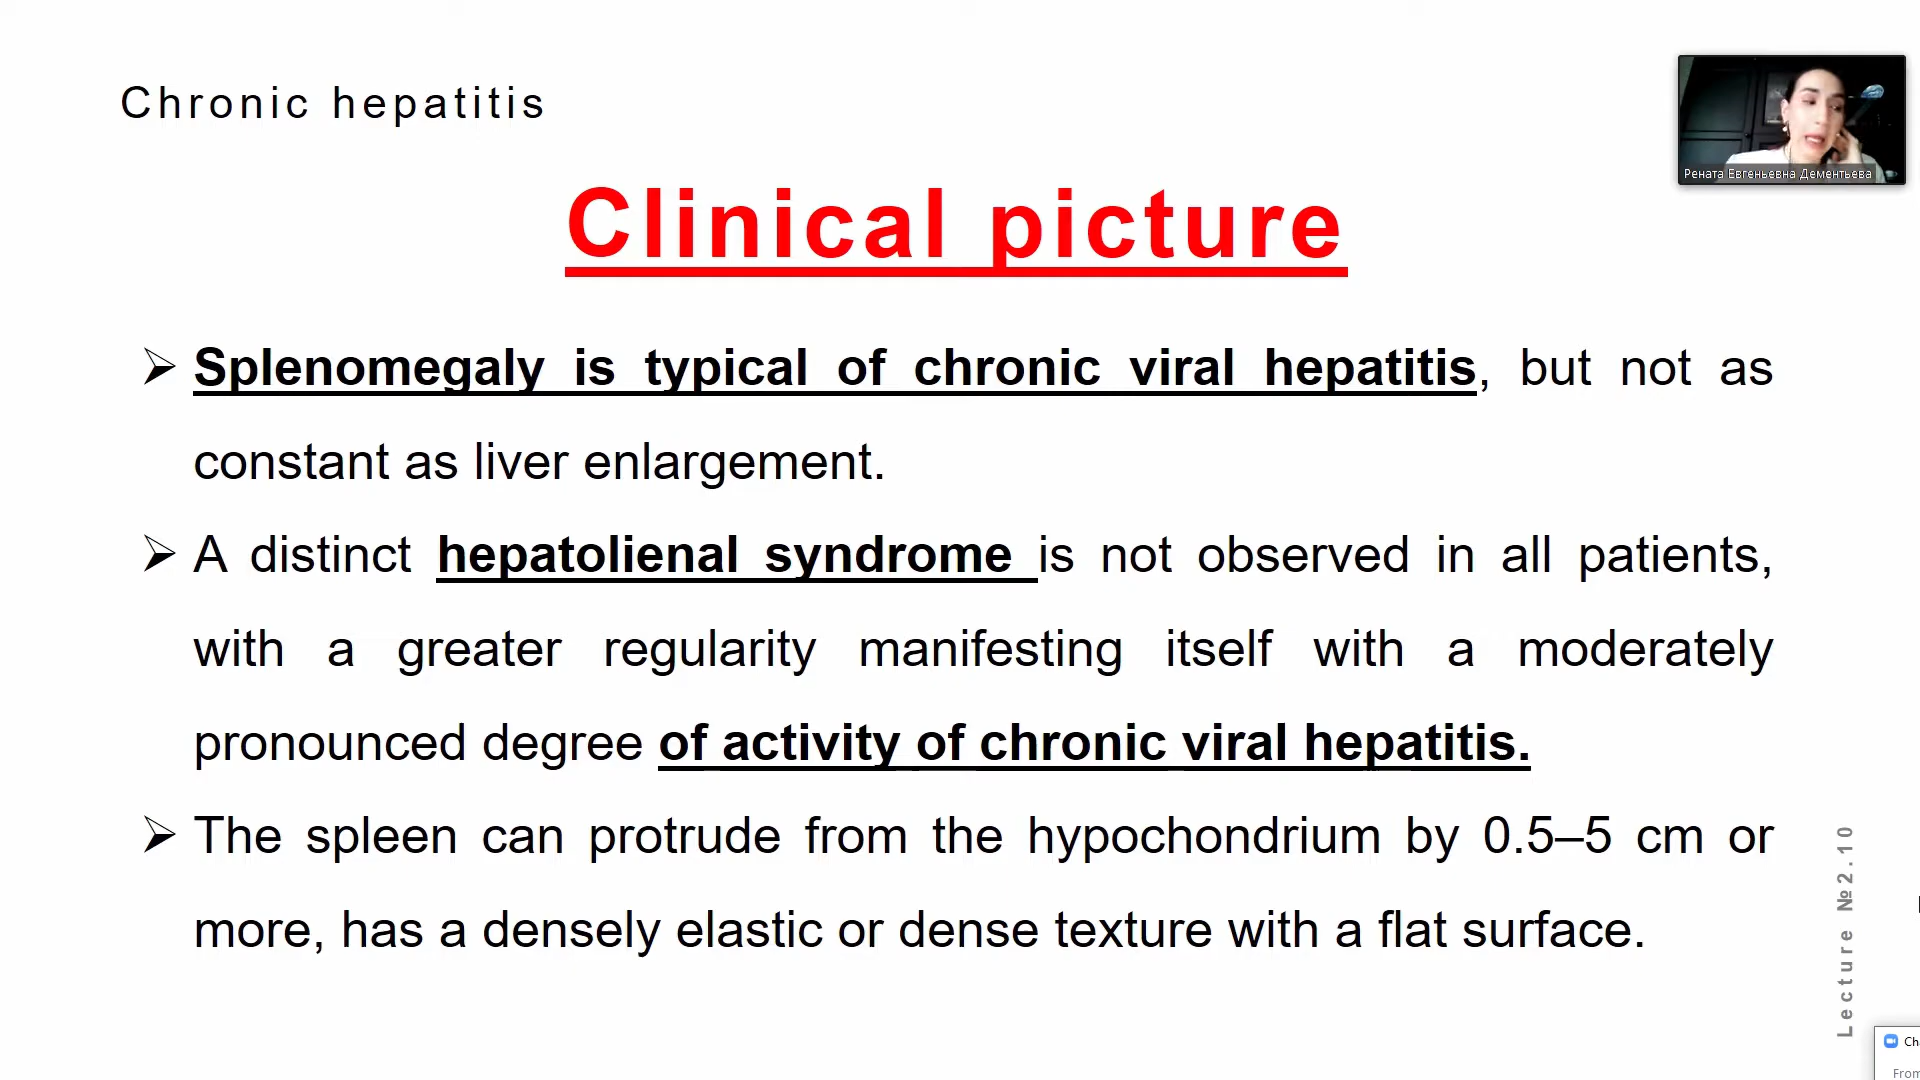 Chronic hepatitis
Рената Евгеньевна Дементьева
Clinical picture
➢ Splenomegaly is typical of chronic viral hepatitis, but not as
constant as liver enlargement.
➢ A distinct hepatolienal syndrome is not observed in all patients,
with a greater regularity manifesting itself with a moderately
pronounced degree of activity of chronic viral hepatitis.
➢ The spleen can protrude from the hypochondrium by 0.5–5 cm or
more, has a densely elastic or dense texture with a flat surface.
Lecture №2.10
Ch
From